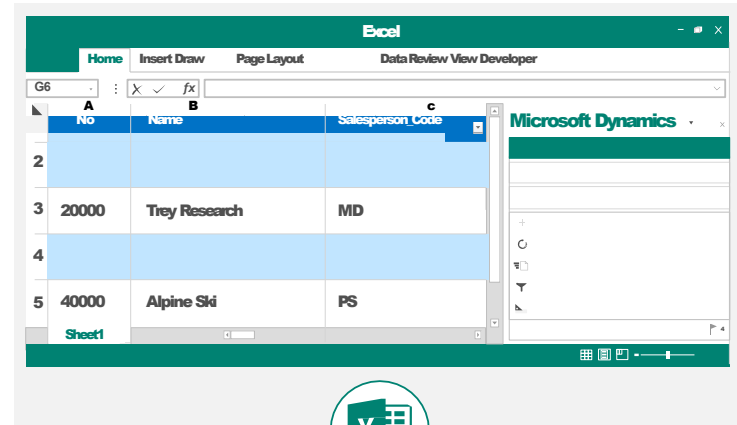 Excel
Home Insert Draw Page Layout Data Review View Developer
G6 fx
A B C
No Name Salesperson_Code
Microsoft Dynamics
2
3 20000 Trey Research MD
4
5 40000 Alpine Ski PS
Sheet1
4
X